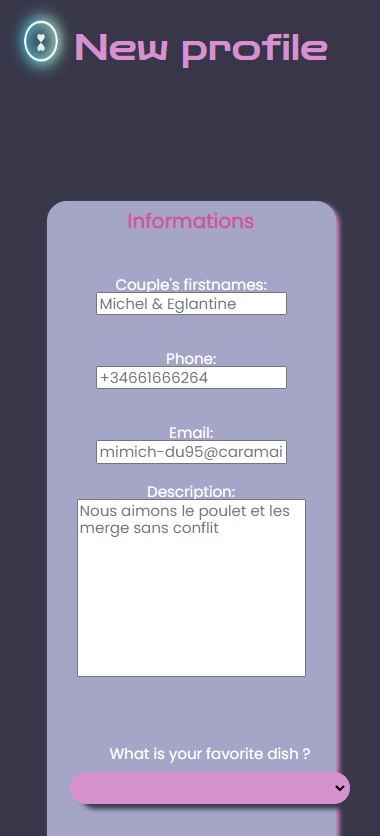 New profile
Informations
Couple's firstnames:
Michel & Eglantine
Phone:
+34661666264
Email:
mimich-du95@caramai
Description:
Nous aimons le poulet et les
merge sans conflit
What is your favorite dish ?